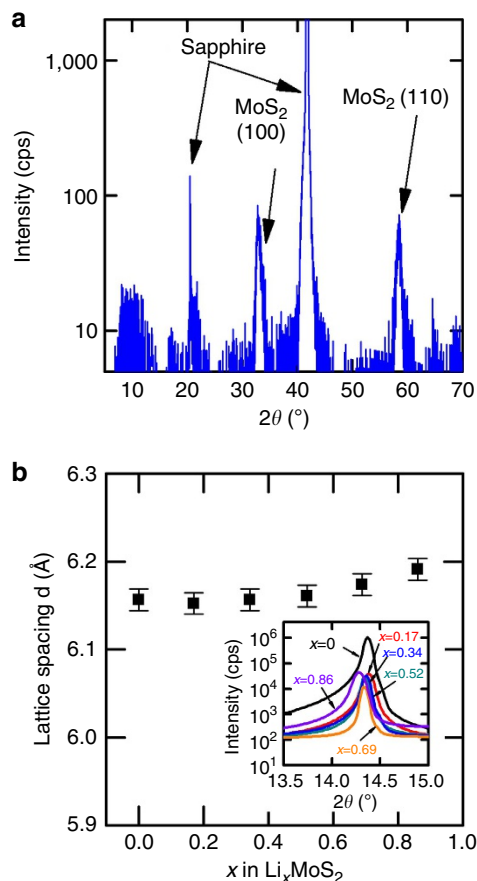 a
1,000
100
10
Intensity (cps)
Sapphire
MoS2
(100)
MoS2 (110)
10 20 30 40 50 60 70
2θ (°)
b
6.3
6.2
6.1
6.0
5.9
Lattice spacing d (Å)
0.0 0.2 0.4 0.6 0.8 1.0
x in LixMoS2
10^6
10^5
10^4
10^3
10^2
10^1
Intensity (cps)
x=0
x=0.17
x=0.34
x=0.52
x=0.86
x=0.69
13.5 14.0 14.5 15.0
2θ (°)